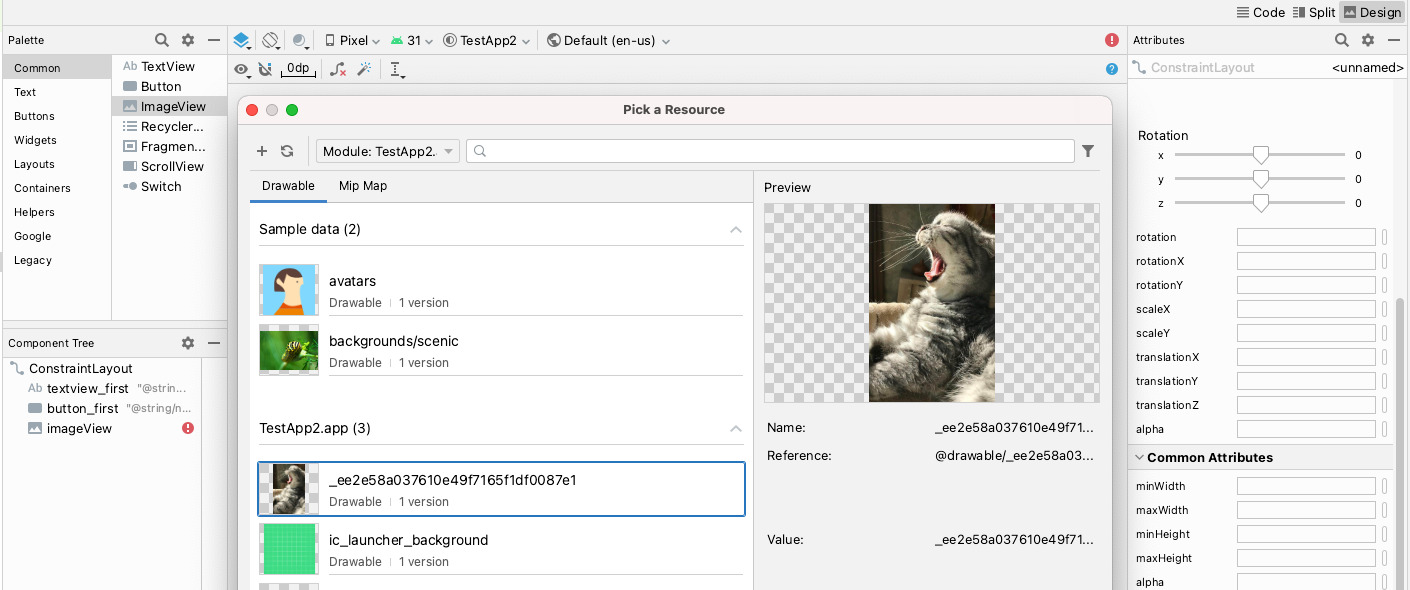 Code Split Design
Palette
Pixel 31 TestApp2 Default (en-us)
Attributes
Common
Text
Buttons
Widgets
Layouts
Containers
Helpers
Google
Legacy
Ab TextView
Button
ImageView
Recycler...
Fragmen...
ScrollView
Switch
0dp
ConstraintLayout <unnamed>
Component Tree
ConstraintLayout
Ab textview_first "@strin...
button_first "@string/n...
imageView
Pick a Resource
Module: TestApp2.
Drawable Mip Map
Sample data (2)
avatars
Drawable 1 version
backgrounds/scenic
Drawable 1 version
TestApp2.app (3)
_ee2e58a037610e49f7165f1df0087e1
Drawable 1 version
ic_launcher_background
Drawable 1 version
Preview
Name: _ee2e58a037610e49f71...
Reference: @drawable/_ee2e58a03...
Value: _ee2e58a037610e49f71...
Rotation
x 0
y 0
z 0
rotation
rotationX
rotationY
scaleX
scaleY
translationX
translationY
translationZ
alpha
Common Attributes
minWidth
maxWidth
minHeight
maxHeight
alpha